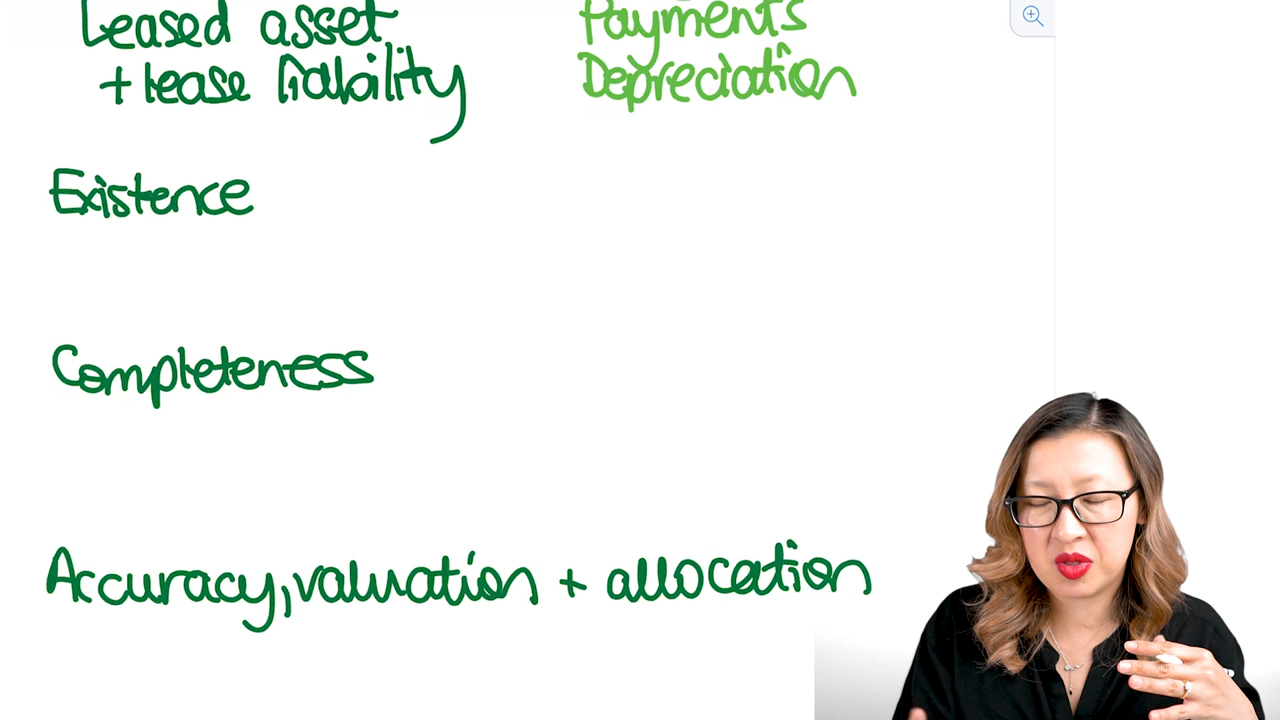 Leased asset
+ lease liability
Payments
Depreciation
Existence
Completeness
Accuracy, valuation + allocation